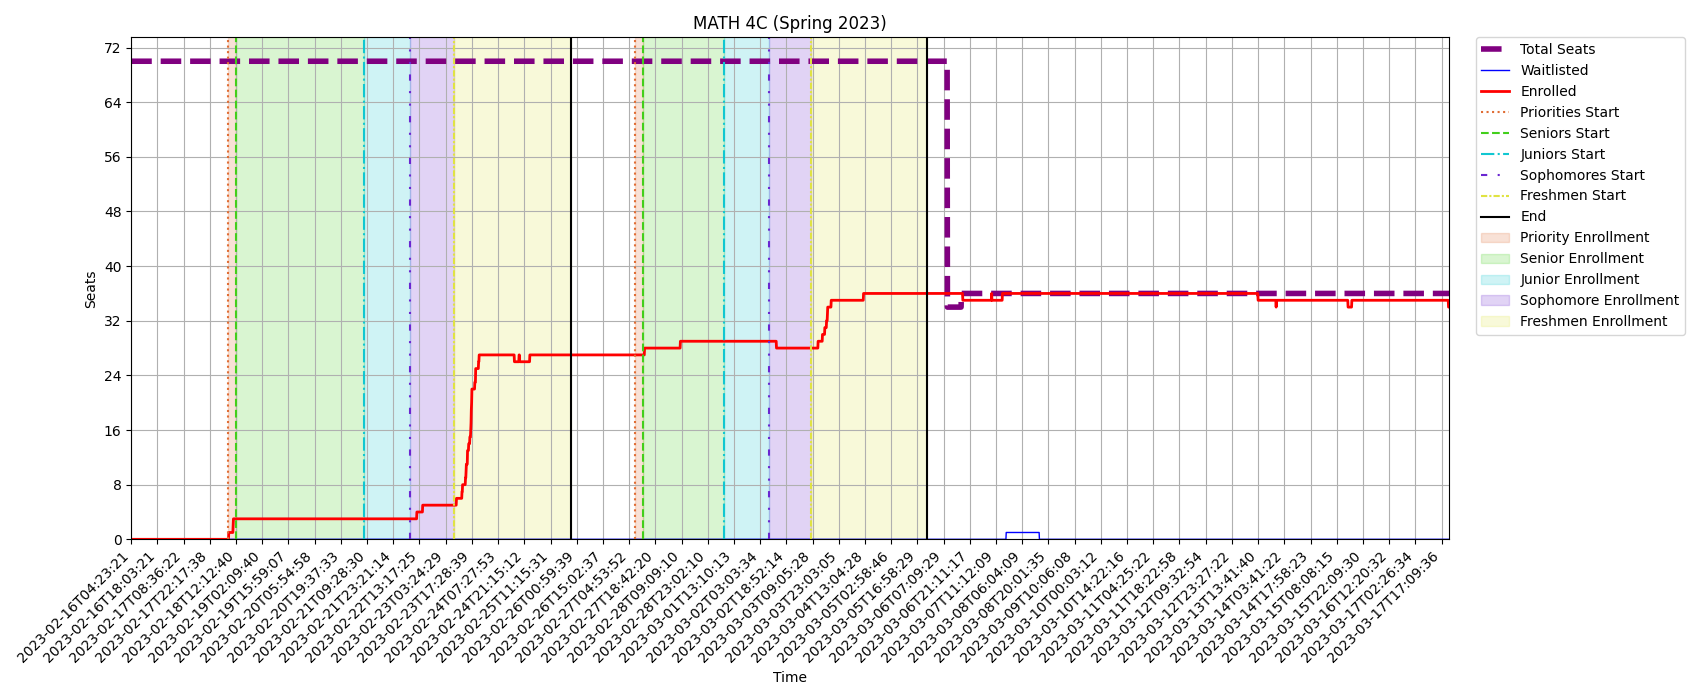 MATH 4C (Spring 2023)
Seats
72
64
56
48
40
32
24
16
8
0
2023-02-16T04:23:21
2023-02-16T18:03:21
2023-02-17T08:36:22
2023-02-17T22:17:38
2023-02-18T12:12:40
2023-02-19T02:09:40
2023-02-19T15:59:07
2023-02-20T05:54:58
2023-02-20T19:37:33
2023-02-21T09:28:30
2023-02-21T23:21:14
2023-02-22T13:17:25
2023-02-23T03:24:29
2023-02-23T17:28:39
2023-02-24T07:27:53
2023-02-24T21:15:12
2023-02-25T11:15:31
2023-02-26T00:59:39
2023-02-26T15:02:37
2023-02-27T04:53:52
2023-02-27T18:42:20
2023-02-28T09:09:10
2023-02-28T23:02:10
2023-03-01T13:10:13
2023-03-02T03:03:34
2023-03-02T18:52:14
2023-03-03T09:05:28
2023-03-03T23:03:05
2023-03-04T13:04:28
2023-03-05T02:58:46
2023-03-05T16:58:29
2023-03-06T07:09:29
2023-03-06T21:11:17
2023-03-07T11:12:09
2023-03-08T06:04:09
2023-03-08T20:01:35
2023-03-09T10:06:08
2023-03-10T00:03:12
2023-03-10T14:22:16
2023-03-11T04:25:22
2023-03-11T18:22:58
2023-03-12T09:32:54
2023-03-12T23:27:22
2023-03-13T13:41:40
2023-03-14T03:41:22
2023-03-14T17:58:23
2023-03-15T08:08:15
2023-03-15T22:09:30
2023-03-16T12:20:32
2023-03-17T02:26:34
2023-03-17T17:09:36
Time
Total Seats
Waitlisted
Enrolled
Priorities Start
Seniors Start
Juniors Start
Sophomores Start
Freshmen Start
End
Priority Enrollment
Senior Enrollment
Junior Enrollment
Sophomore Enrollment
Freshmen Enrollment